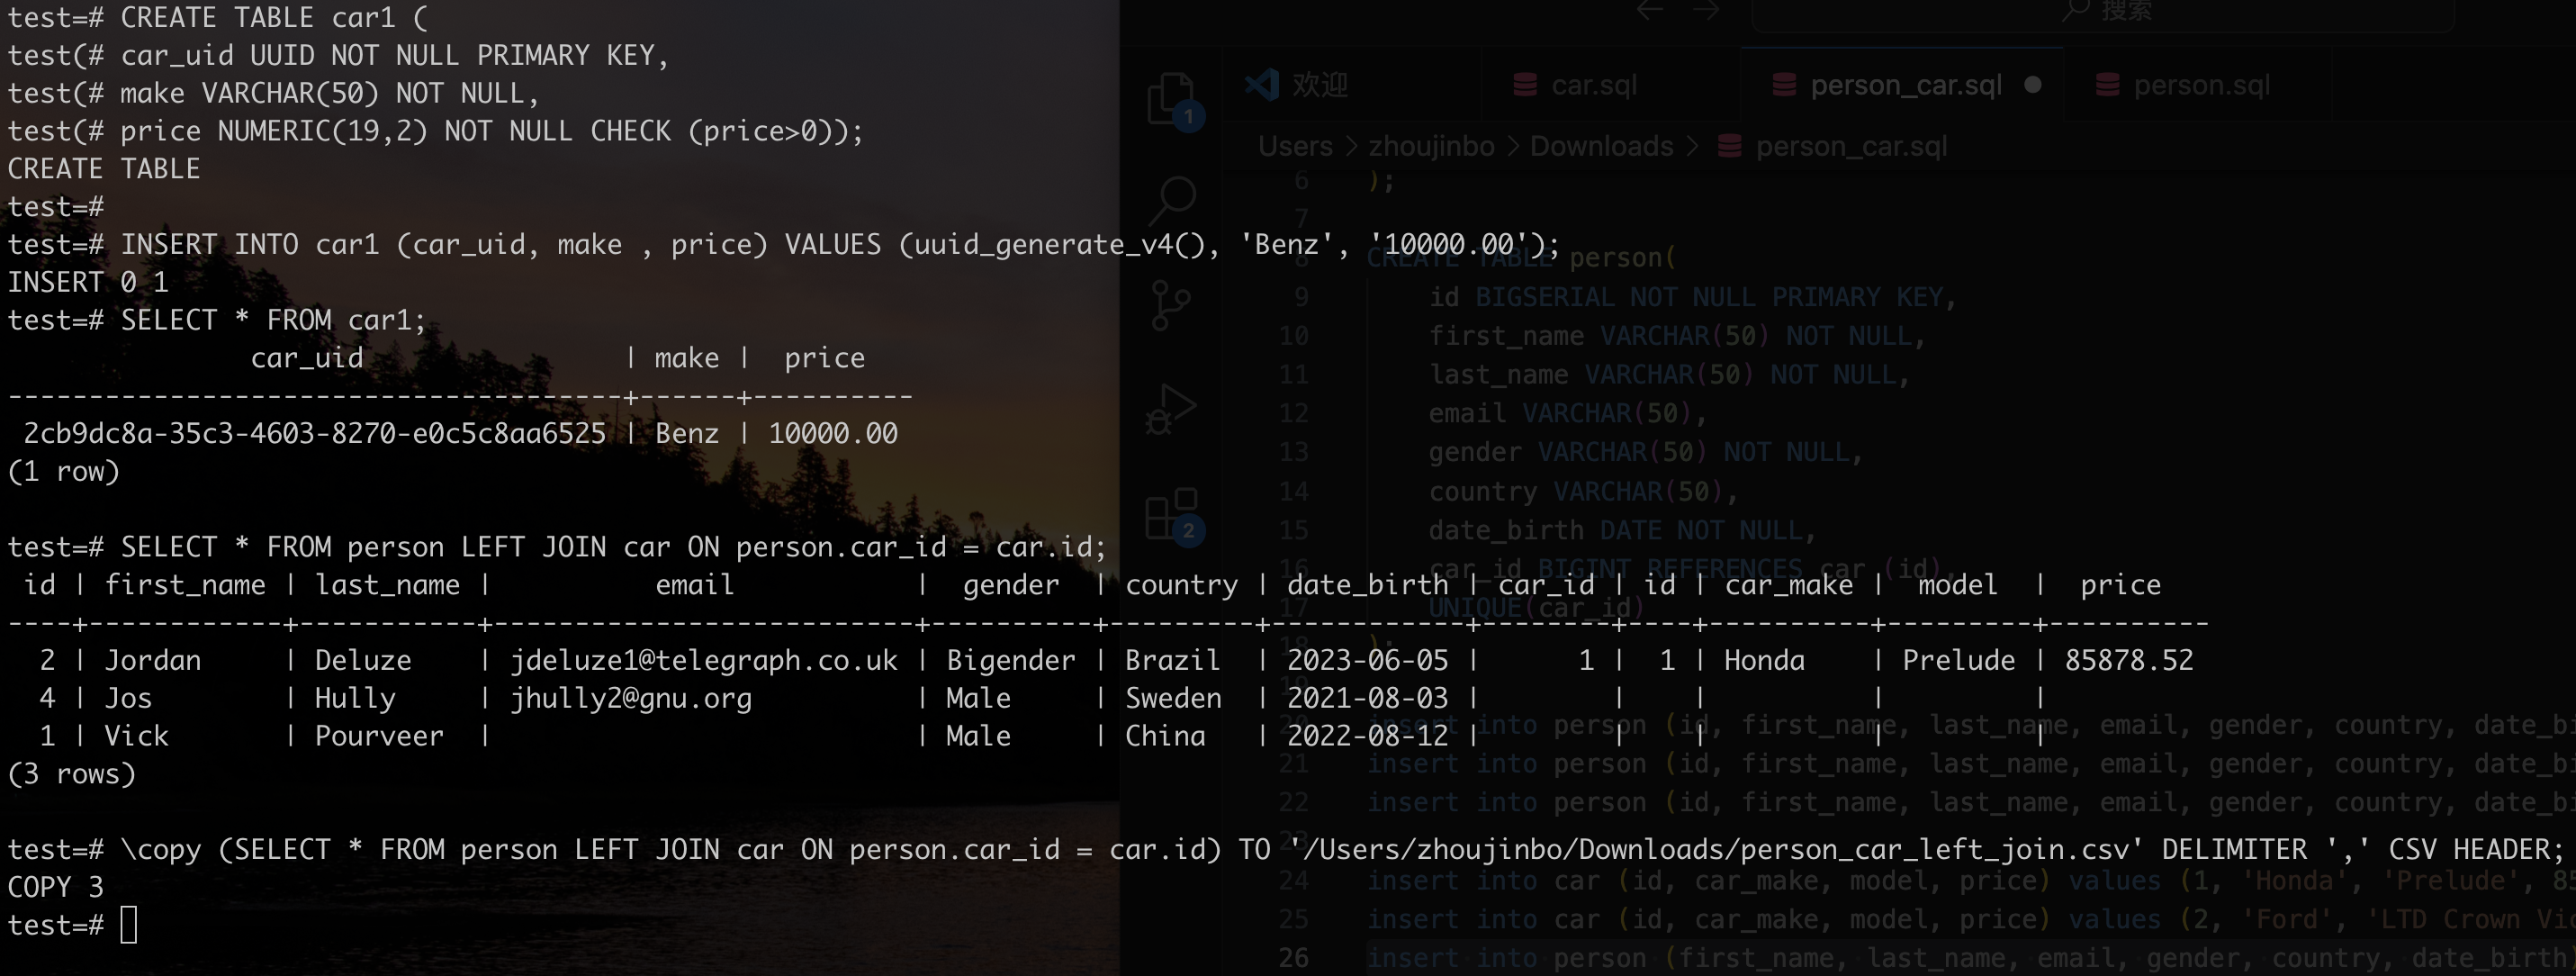 test=# CREATE TABLE car1 (
test(# car_uid UUID NOT NULL PRIMARY KEY,
test(# make VARCHAR(50) NOT NULL,
test(# price NUMERIC(19,2) NOT NULL CHECK (price>0));
CREATE TABLE
test=#
test=# INSERT INTO car1 (car_uid, make , price) VALUES (uuid_generate_v4(), 'Benz', '10000.00');
INSERT 0 1
test=# SELECT * FROM car1;
car_uid | make | price
--------------------------------------+------+----------
2cb9dc8a-35c3-4603-8270-e0c5c8aa6525 | Benz | 10000.00
(1 row)
test=# SELECT * FROM person LEFT JOIN car ON person.car_id = car.id;
id | first_name | last_name | email | gender | country | date_birth | car_id | id | car_make | model | price
----+------------+-----------+--------------------------+----------+---------+------------+--------+----+----------+---------+----------
2 | Jordan | Deluze | jdeluze1@telegraph.co.uk | Bigender | Brazil | 2023-06-05 | 1 | 1 | Honda | Prelude | 85878.52
4 | Jos | Hully | jhully2@gnu.org | Male | Sweden | 2021-08-03 | | | | |
1 | Vick | Pourveer | | Male | China | 2022-08-12 | | | | |
(3 rows)
test=# \copy (SELECT * FROM person LEFT JOIN car ON person.car_id = car.id) TO '/Users/zhoujinbo/Downloads/person_car_left_join.csv' DELIMITER ',' CSV HEADER;
COPY 3
test=#
搜索
欢迎 car.sql person_car.sql person.sql
1
2
Users > zhoujinbo > Downloads > person_car.sql
6 );
7
8 CREATE TABLE person(
9 id BIGSERIAL NOT NULL PRIMARY KEY,
10 first_name VARCHAR(50) NOT NULL,
11 last_name VARCHAR(50) NOT NULL,
12 email VARCHAR(50),
13 gender VARCHAR(50) NOT NULL,
14 country VARCHAR(50),
15 date_birth DATE NOT NULL,
16 car_id BIGINT REFERENCES car (id),
17 UNIQUE(car_id)
18 );
19
20 insert into person (id, first_name, last_name, email, gender, country, date_bi
21 insert into person (id, first_name, last_name, email, gender, country, date_bi
22 insert into person (id, first_name, last_name, email, gender, country, date_bi
23
24 insert into car (id, car_make, model, price) values (1, 'Honda', 'Prelude', 85
25 insert into car (id, car_make, model, price) values (2, 'Ford', 'LTD Crown Vic
26 insert into person (first_name, last_name, email, gender, country, date_birth